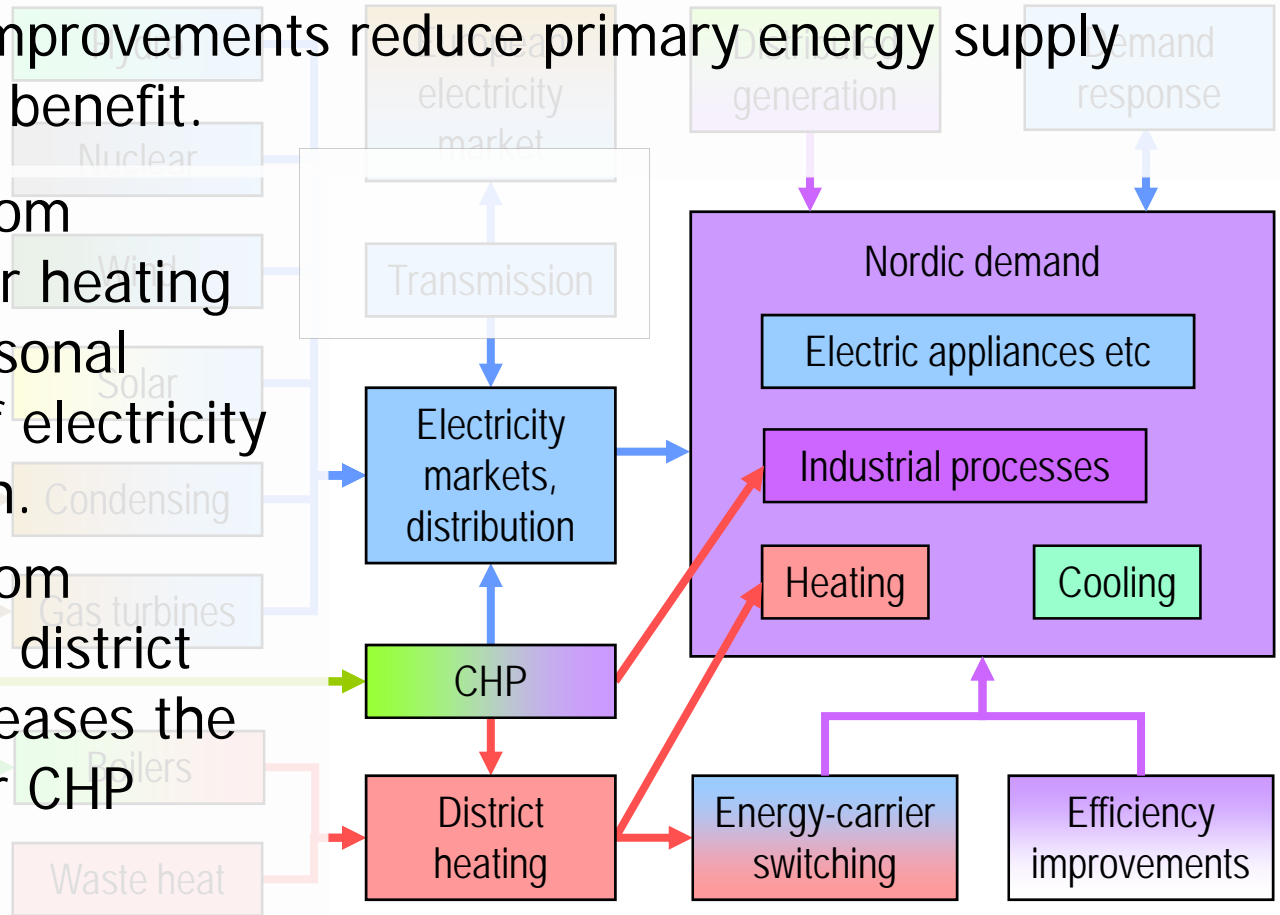 mprovements reduce primary energy supply
benefit.
om
r heating
sonal
f electricity
n.
om
district
eases the
r CHP
Hydro
Nuclear
Wind
Solar
Condensing
Gas turbines
Boilers
Waste heat
European
electricity
market
Transmission
Electricity
markets,
distribution
CHP
District
heating
Distributed
generation
Demand
response
Nordic demand
Electric appliances etc
Industrial processes
Heating
Cooling
Energy-carrier
switching
Efficiency
improvements